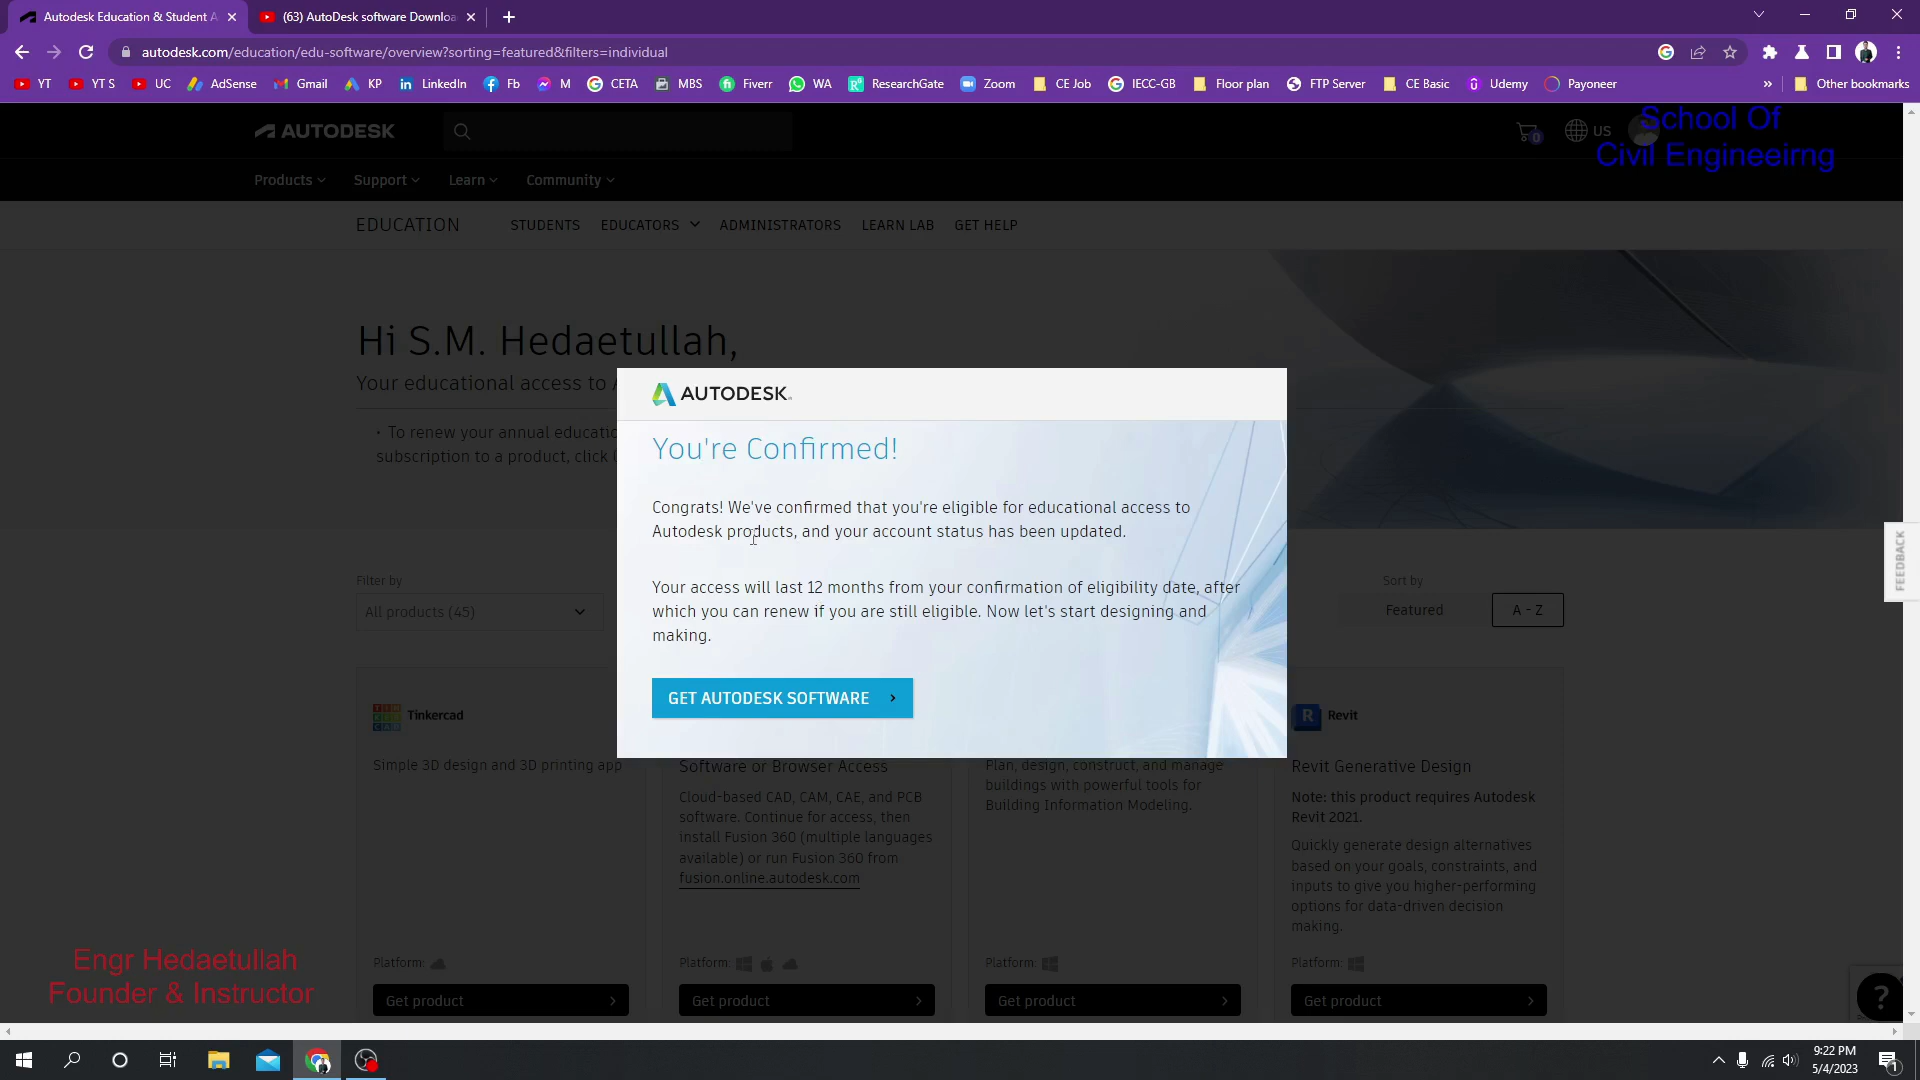 Autodesk Education & Student A
(63) AutoDesk software Downloa
autodesk.com/education/edu-software/overview?sorting=featured&filters=individual
YT
YT S
UC
AdSense
Gmail
KP
LinkedIn
Fb
M
CETA
MBS
Fiverr
WA
ResearchGate
Zoom
CE Job
IECC-GB
Floor plan
FTP Server
CE Basic
Udemy
Payoneer
»
Other bookmarks
AUTODESK
0
US
School Of
Civil Engineeirng
Products
Support
Learn
Community
EDUCATION
STUDENTS
EDUCATORS
ADMINISTRATORS
LEARN LAB
GET HELP
Hi S.M. Hedaetullah,
Your educational access to
To renew your annual educatio
subscription to a product, click
AUTODESK.
You're Confirmed!
Congrats! We've confirmed that you're eligible for educational access to
Autodesk products, and your account status has been updated.
Your access will last 12 months from your confirmation of eligibility date, after
which you can renew if you are still eligible. Now let's start designing and
making.
GET AUTODESK SOFTWARE
FEEDBACK
Filter by
All products (45)
Sort by
Featured
A - Z
Tinkercad
Simple 3D design and 3D printing app
Platform:
Get product
Software or Browser Access
Cloud-based CAD, CAM, CAE, and PCB
software. Continue for access, then
install Fusion 360 (multiple languages
available) or run Fusion 360 from
fusion.online.autodesk.com
Platform:
Get product
Plan, design, construct, and manage
buildings with powerful tools for
Building Information Modeling.
Platform:
Get product
R
Revit
Revit Generative Design
Note: this product requires Autodesk
Revit 2021.
Quickly generate design alternatives
based on your goals, constraints, and
inputs to give you higher-performing
options for data-driven decision
making.
Platform:
Get product
?
Engr Hedaetullah
Founder & Instructor
9:22 PM
5/4/2023
1